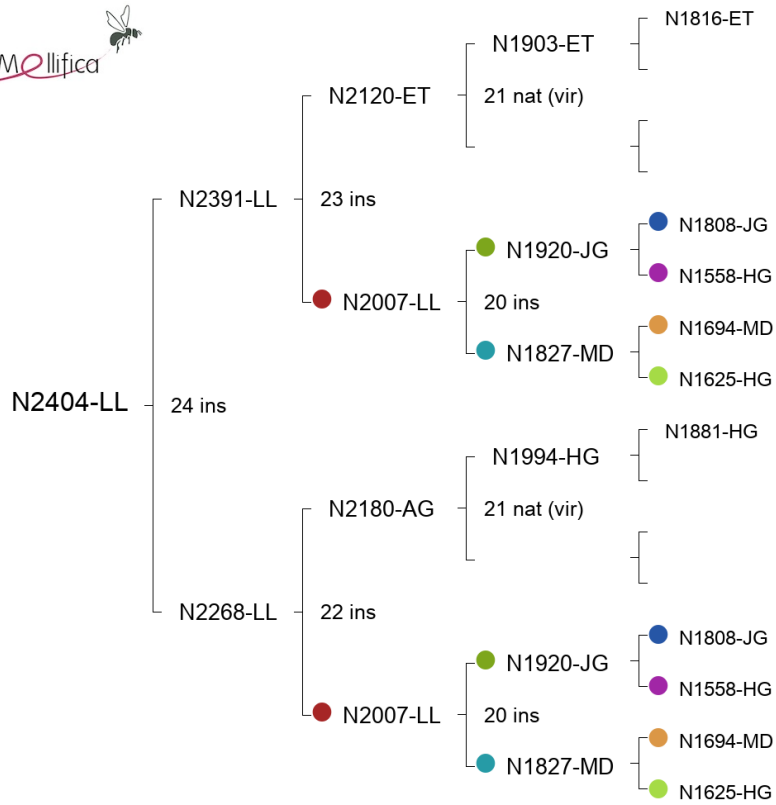 Mellifica
N1816-ET
N1903-ET
N2120-ET
21 nat (vir)
N2391-LL
23 ins
N1808-JG
N1920-JG
N1558-HG
N2007-LL
20 ins
N1694-MD
N1827-MD
N1625-HG
N2404-LL
24 ins
N1881-HG
N1994-HG
N2180-AG
21 nat (vir)
N2268-LL
22 ins
N1808-JG
N1920-JG
N1558-HG
N2007-LL
20 ins
N1694-MD
N1827-MD
N1625-HG